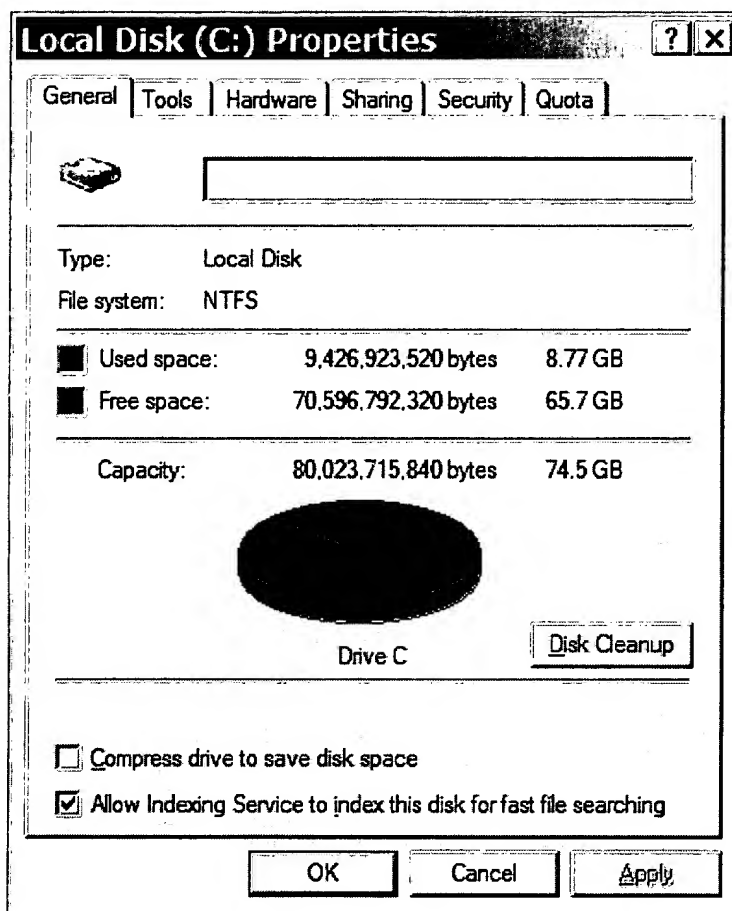 Local Disk (C:) Properties ? X
General Tools Hardware Sharing Security Quota
Type: Local Disk
File system: NTFS
Used space: 9,426,923,520 bytes 8.77 GB
Free space: 70,596,792,320 bytes 65.7 GB
Capacity: 80,023,715,840 bytes 74.5 GB
Drive C
Disk Cleanup
Compress drive to save disk space
Allow Indexing Service to index this disk for fast file searching
OK Cancel Apply